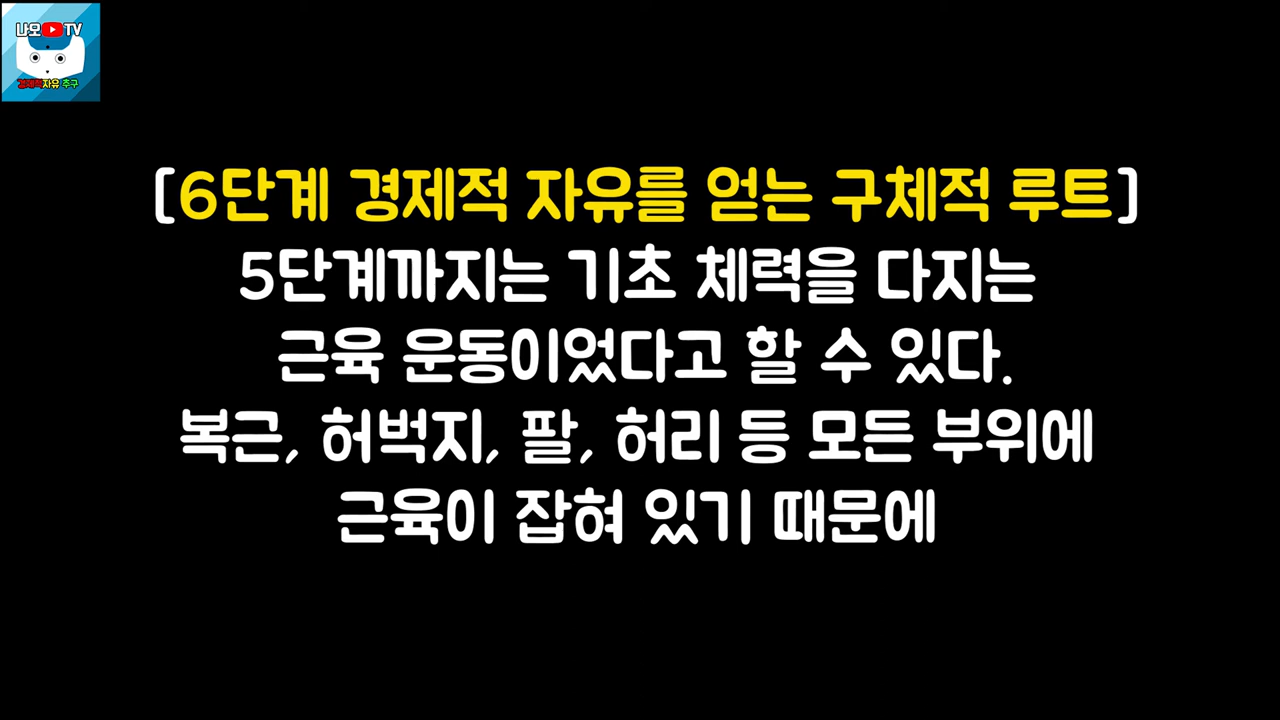 나모 TV
경제적자유 추구
[6단계 경제적 자유를 얻는 구체적 루트]
5단계까지는 기초 체력을 다지는
근육 운동이었다고 할 수 있다.
복근, 허벅지, 팔, 허리 등 모든 부위에
근육이 잡혀 있기 때문에